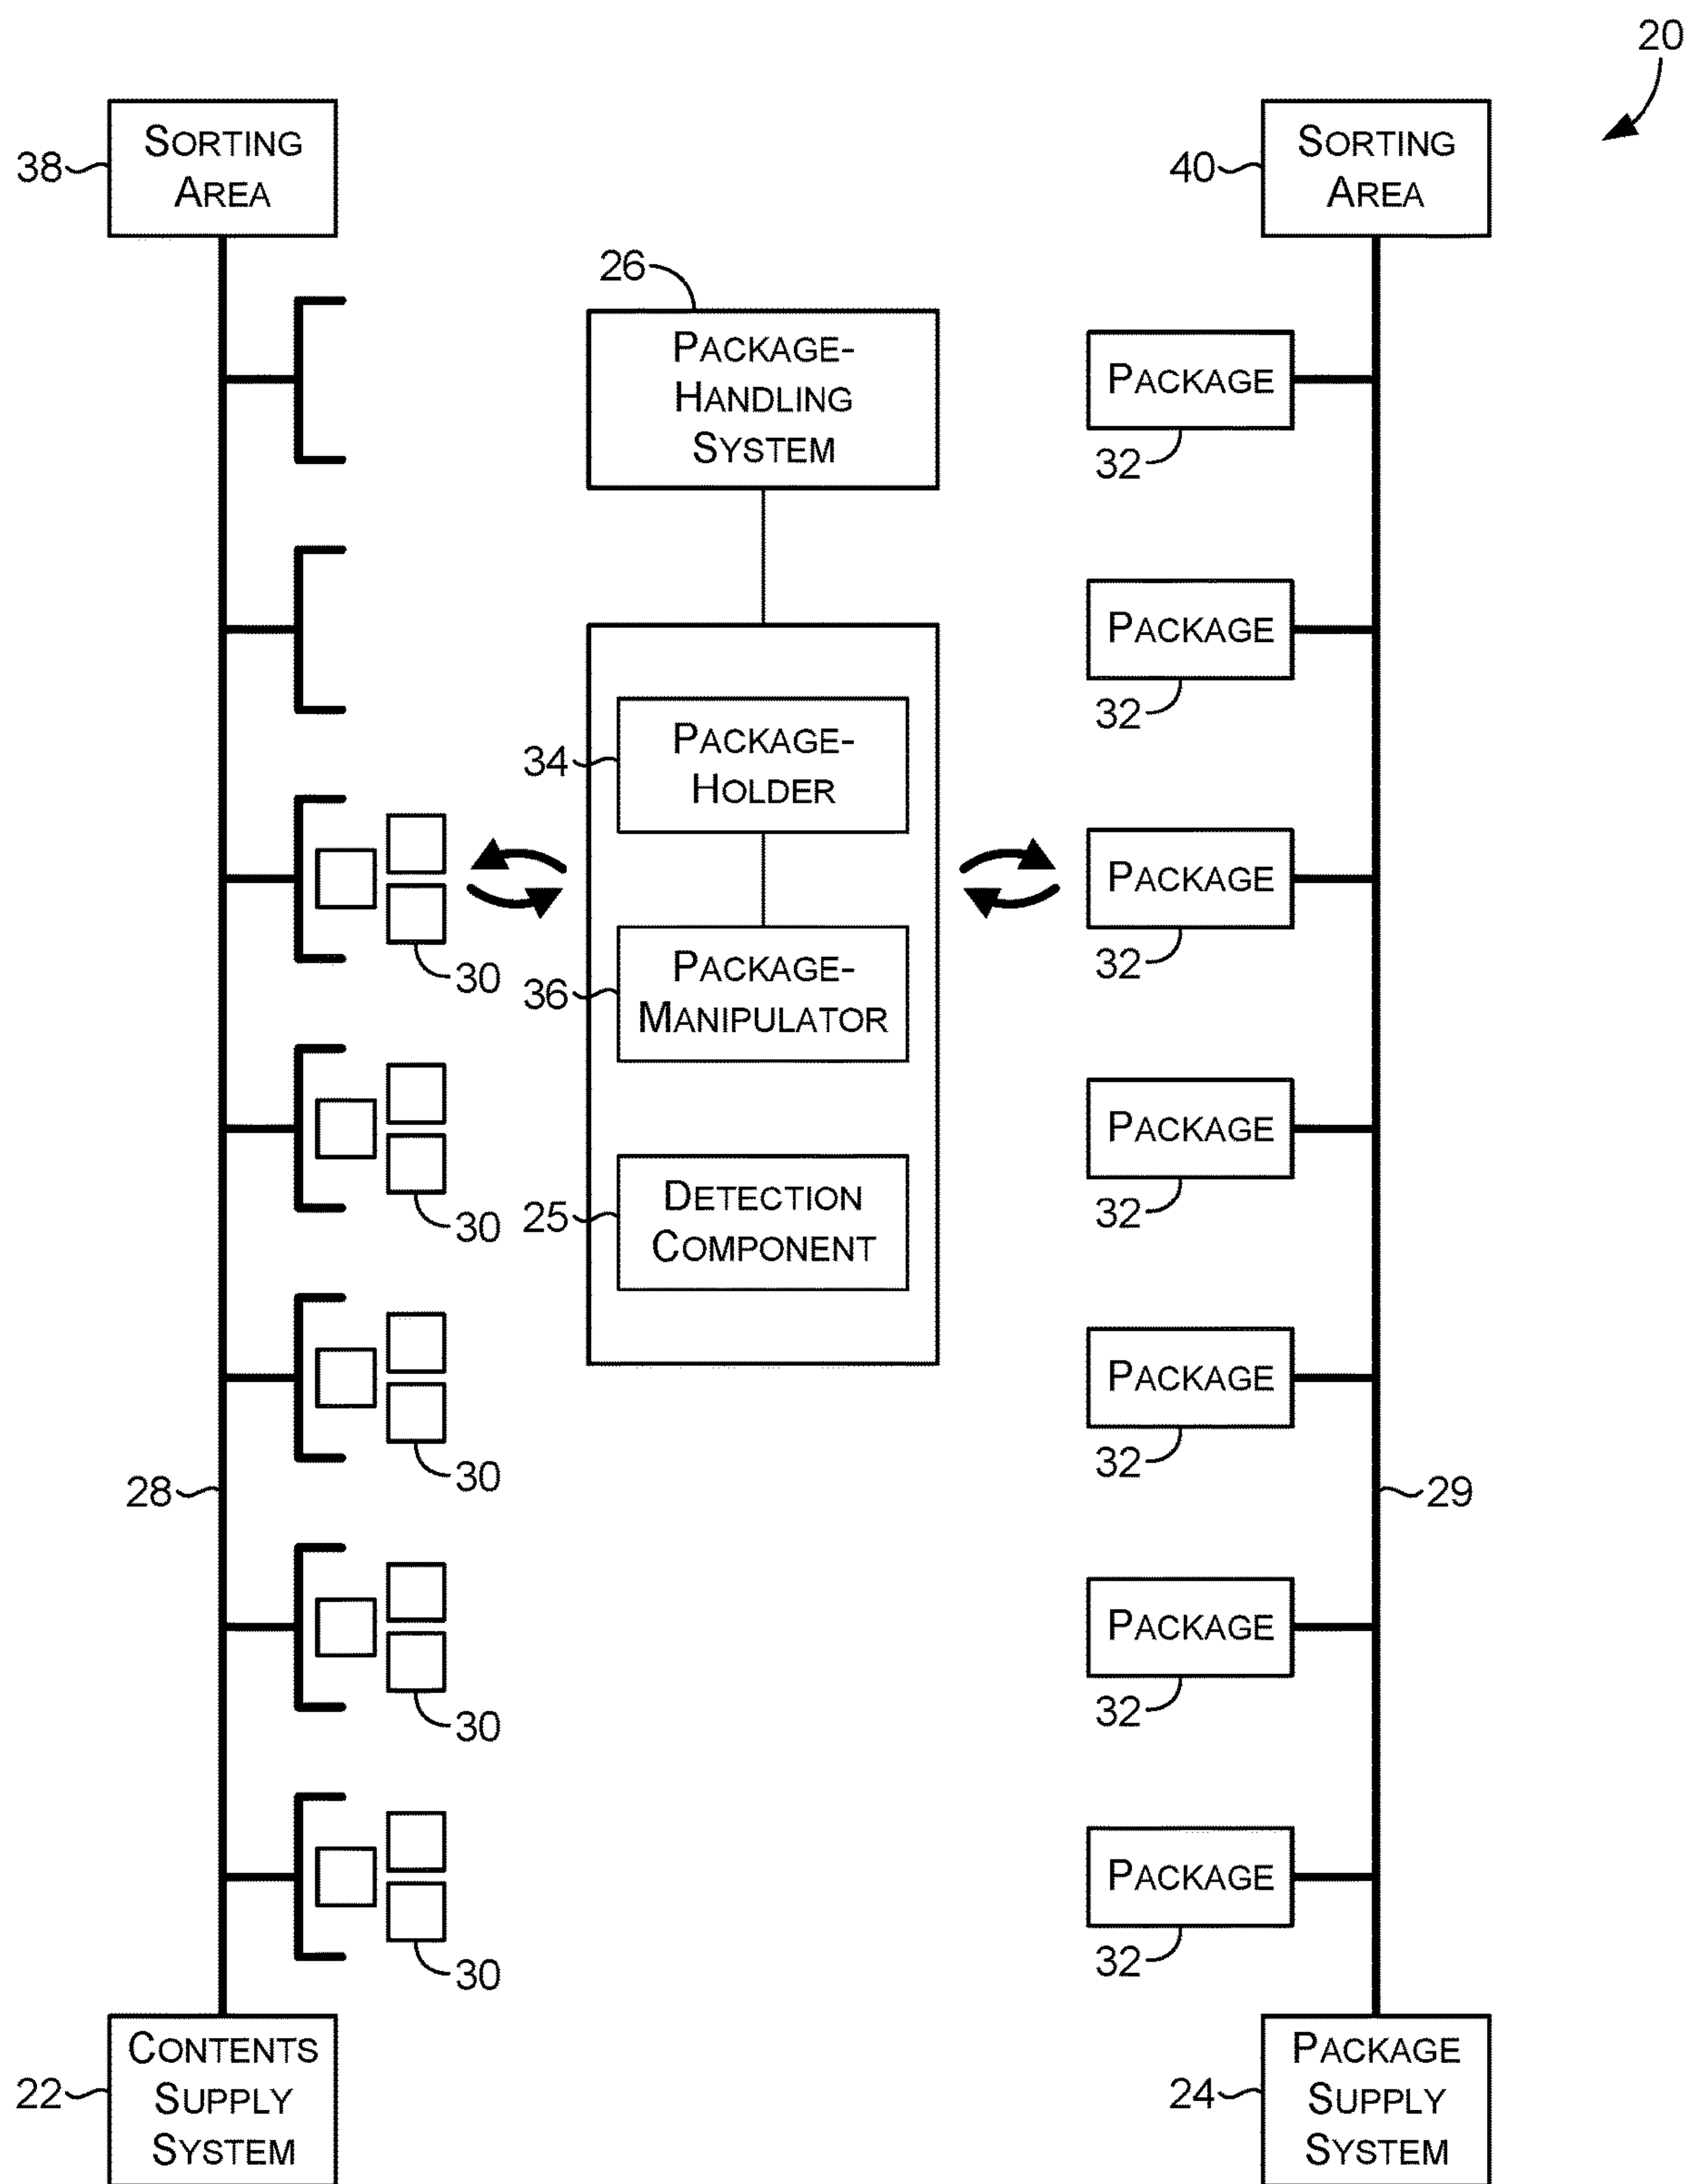 20
SORTING
AREA
38
SORTING
AREA
40
26
PACKAGE-
HANDLING
SYSTEM
PACKAGE
32
PACKAGE
32
34
PACKAGE-
HOLDER
PACKAGE
32
30
36
PACKAGE-
MANIPULATOR
PACKAGE
32
30
25
DETECTION
COMPONENT
PACKAGE
32
30
28
29
PACKAGE
32
30
PACKAGE
32
30
CONTENTS
SUPPLY
SYSTEM
22
PACKAGE
SUPPLY
SYSTEM
24